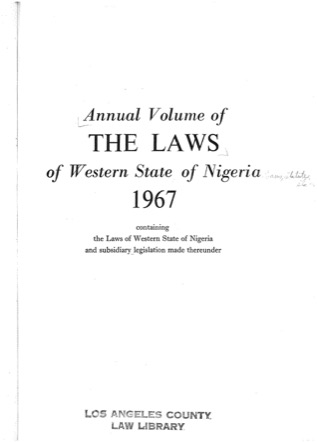 Annual Volume of
THE LAWS
of Western State of Nigeria
1967
containing
the Laws of Western State of Nigeria
and subsidiary legislation made thereunder
LOS ANGELES COUNTY
LAW LIBRARY